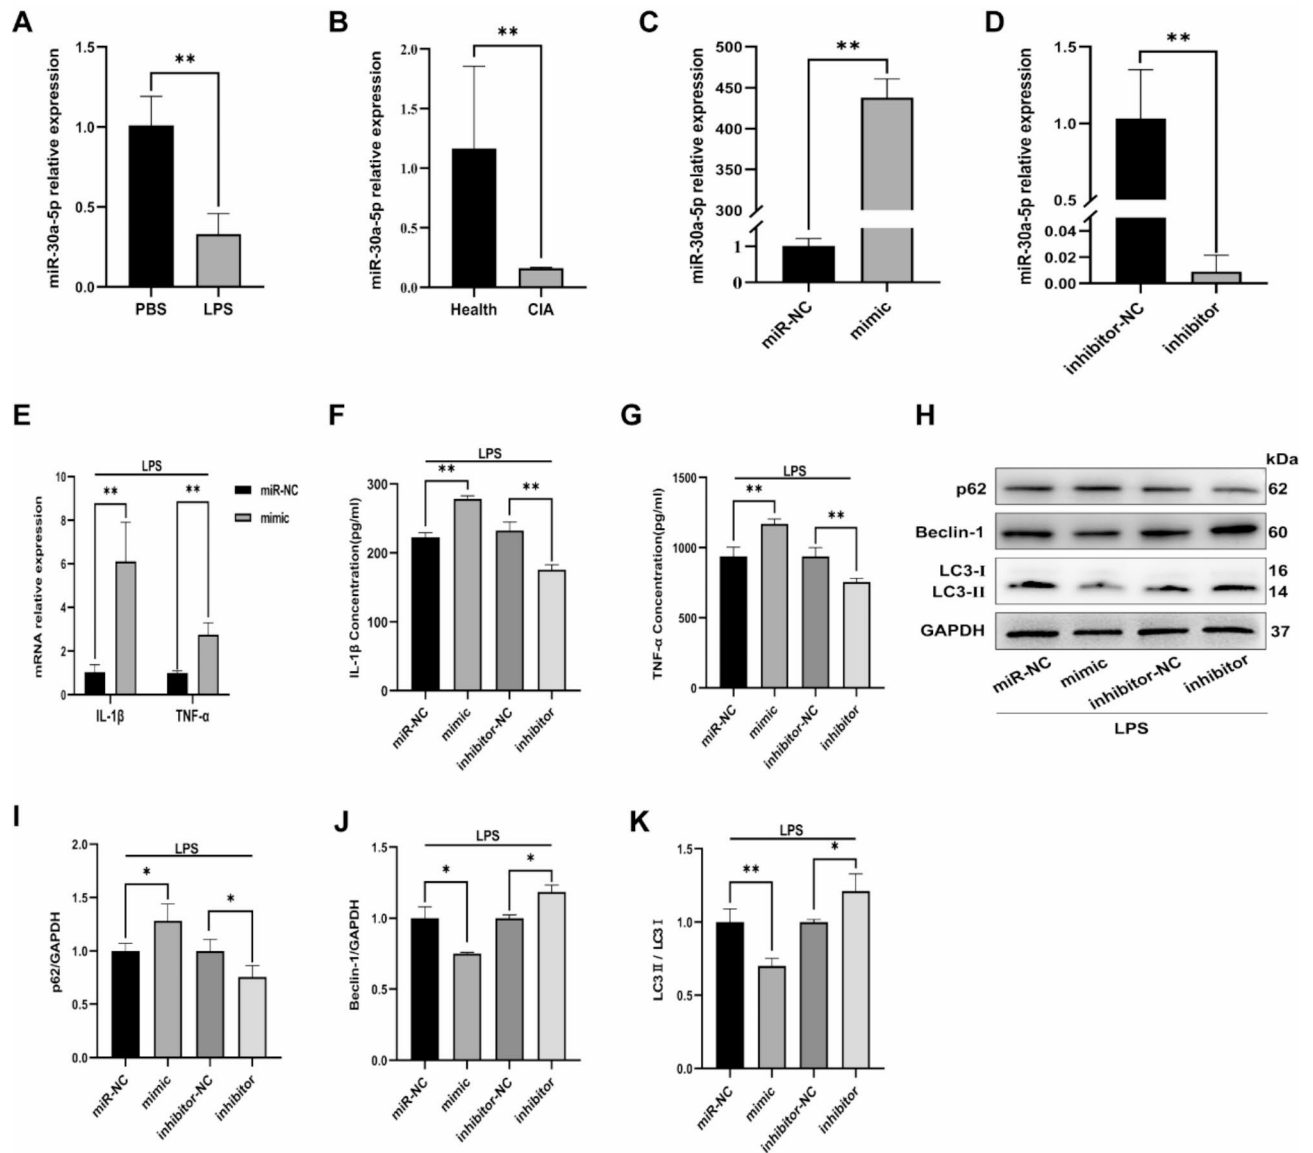 A
miR-30a-5p relative expression
1.5
1.0
0.5
0.0
**
PBS
LPS
B
miR-30a-5p relative expression
2.0
1.5
1.0
0.5
0.0
**
Health
CIA
C
miR-30a-5p relative expression
500
450
400
350
300
1
0
**
miR-NC
mimic
D
miR-30a-5p relative expression
1.5
1.0
0.5
0.04
0.02
0.00
**
inhibitor-NC
inhibitor
E
mRNA relative expression
10
8
6
4
2
0
LPS
**
**
IL-1β
TNF-α
miR-NC
mimic
F
IL-1β Concentration(pg/ml)
300
200
100
0
LPS
**
**
miR-NC
mimic
inhibitor-NC
inhibitor
G
TNF-α Concentration(pg/ml)
1500
1000
500
0
LPS
**
**
miR-NC
mimic
inhibitor-NC
inhibitor
H
kDa
p62 62
Beclin-1 60
LC3-I 16
LC3-II 14
GAPDH 37
miR-NC
mimic
inhibitor-NC
inhibitor
LPS
I
p62/GAPDH
2.0
1.5
1.0
0.5
0.0
LPS
*
*
miR-NC
mimic
inhibitor-NC
inhibitor
J
Beclin-1/GAPDH
1.5
1.0
0.5
0.0
LPS
*
*
miR-NC
mimic
inhibitor-NC
inhibitor
K
LC3Ⅱ / LC3Ⅰ
1.5
1.0
0.5
0.0
LPS
**
*
miR-NC
mimic
inhibitor-NC
inhibitor